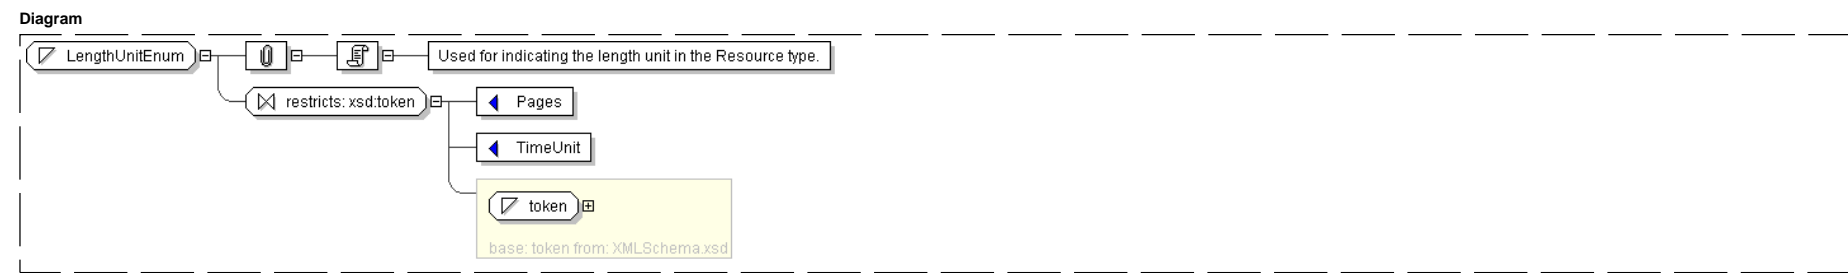 Diagram
LengthUnitEnum
Used for indicating the length unit in the Resource type.
restricts: xsd:token
Pages
TimeUnit
token
base: token from: XMLSchema.xsd